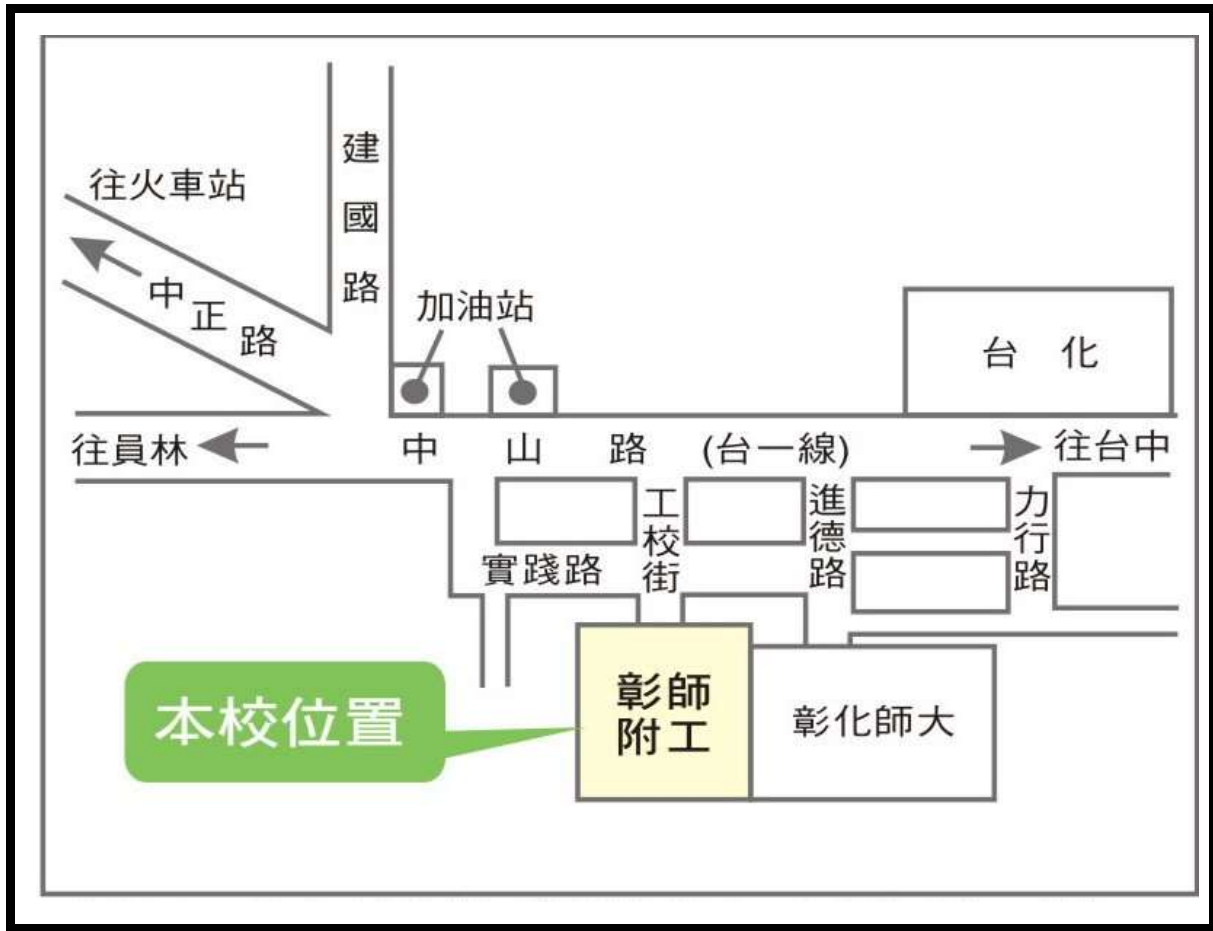 建國路
往火車站
中正路
加油站
台化
往員林
中山路(台一線)
往台中
工校街
進德路
力行路
實踐路
本校位置
彰師
附工
彰化師大